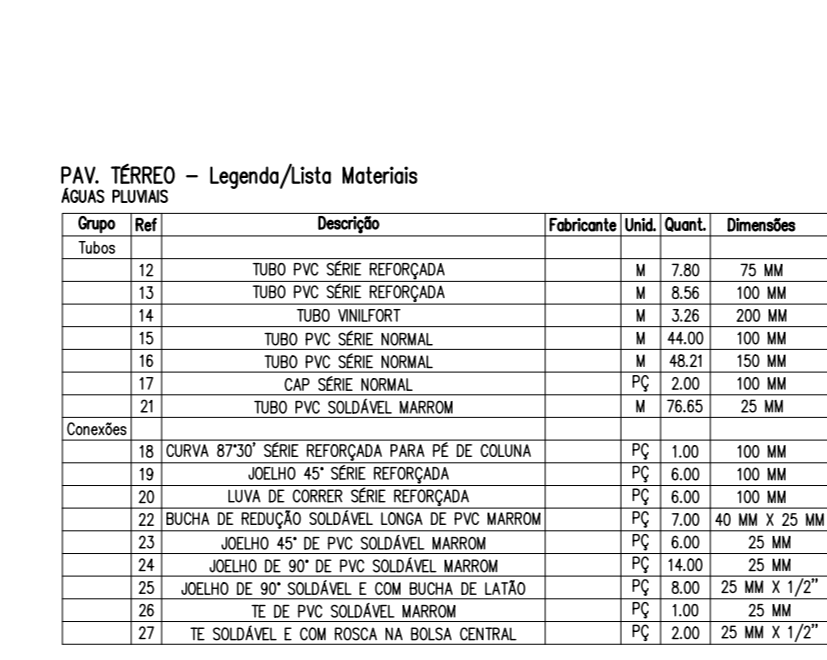 PAV. TÉRREO – Legenda/Lista Materiais
ÁGUAS PLUVIAIS
Grupo Ref Descrição Fabricante Unid. Quant. Dimensões
Tubos
12 TUBO PVC SÉRIE REFORÇADA M 7.80 75 MM
13 TUBO PVC SÉRIE REFORÇADA M 8.56 100 MM
14 TUBO VINILFORT M 3.26 200 MM
15 TUBO PVC SÉRIE NORMAL M 44.00 100 MM
16 TUBO PVC SÉRIE NORMAL M 48.21 150 MM
17 CAP SÉRIE NORMAL PÇ 2.00 100 MM
21 TUBO PVC SOLDÁVEL MARROM M 76.65 25 MM
Conexões
18 CURVA 87°30' SÉRIE REFORÇADA PARA PÉ DE COLUNA PÇ 1.00 100 MM
19 JOELHO 45° SÉRIE REFORÇADA PÇ 6.00 100 MM
20 LUVA DE CORRER SÉRIE REFORÇADA PÇ 6.00 100 MM
22 BUCHA DE REDUÇÃO SOLDÁVEL LONGA DE PVC MARROM PÇ 7.00 40 MM X 25 MM
23 JOELHO 45° DE PVC SOLDÁVEL MARROM PÇ 6.00 25 MM
24 JOELHO DE 90° DE PVC SOLDÁVEL MARROM PÇ 14.00 25 MM
25 JOELHO DE 90° SOLDÁVEL E COM BUCHA DE LATÃO PÇ 8.00 25 MM X 1/2"
26 TE DE PVC SOLDÁVEL MARROM PÇ 1.00 25 MM
27 TE SOLDÁVEL E COM ROSCA NA BOLSA CENTRAL PÇ 2.00 25 MM X 1/2"